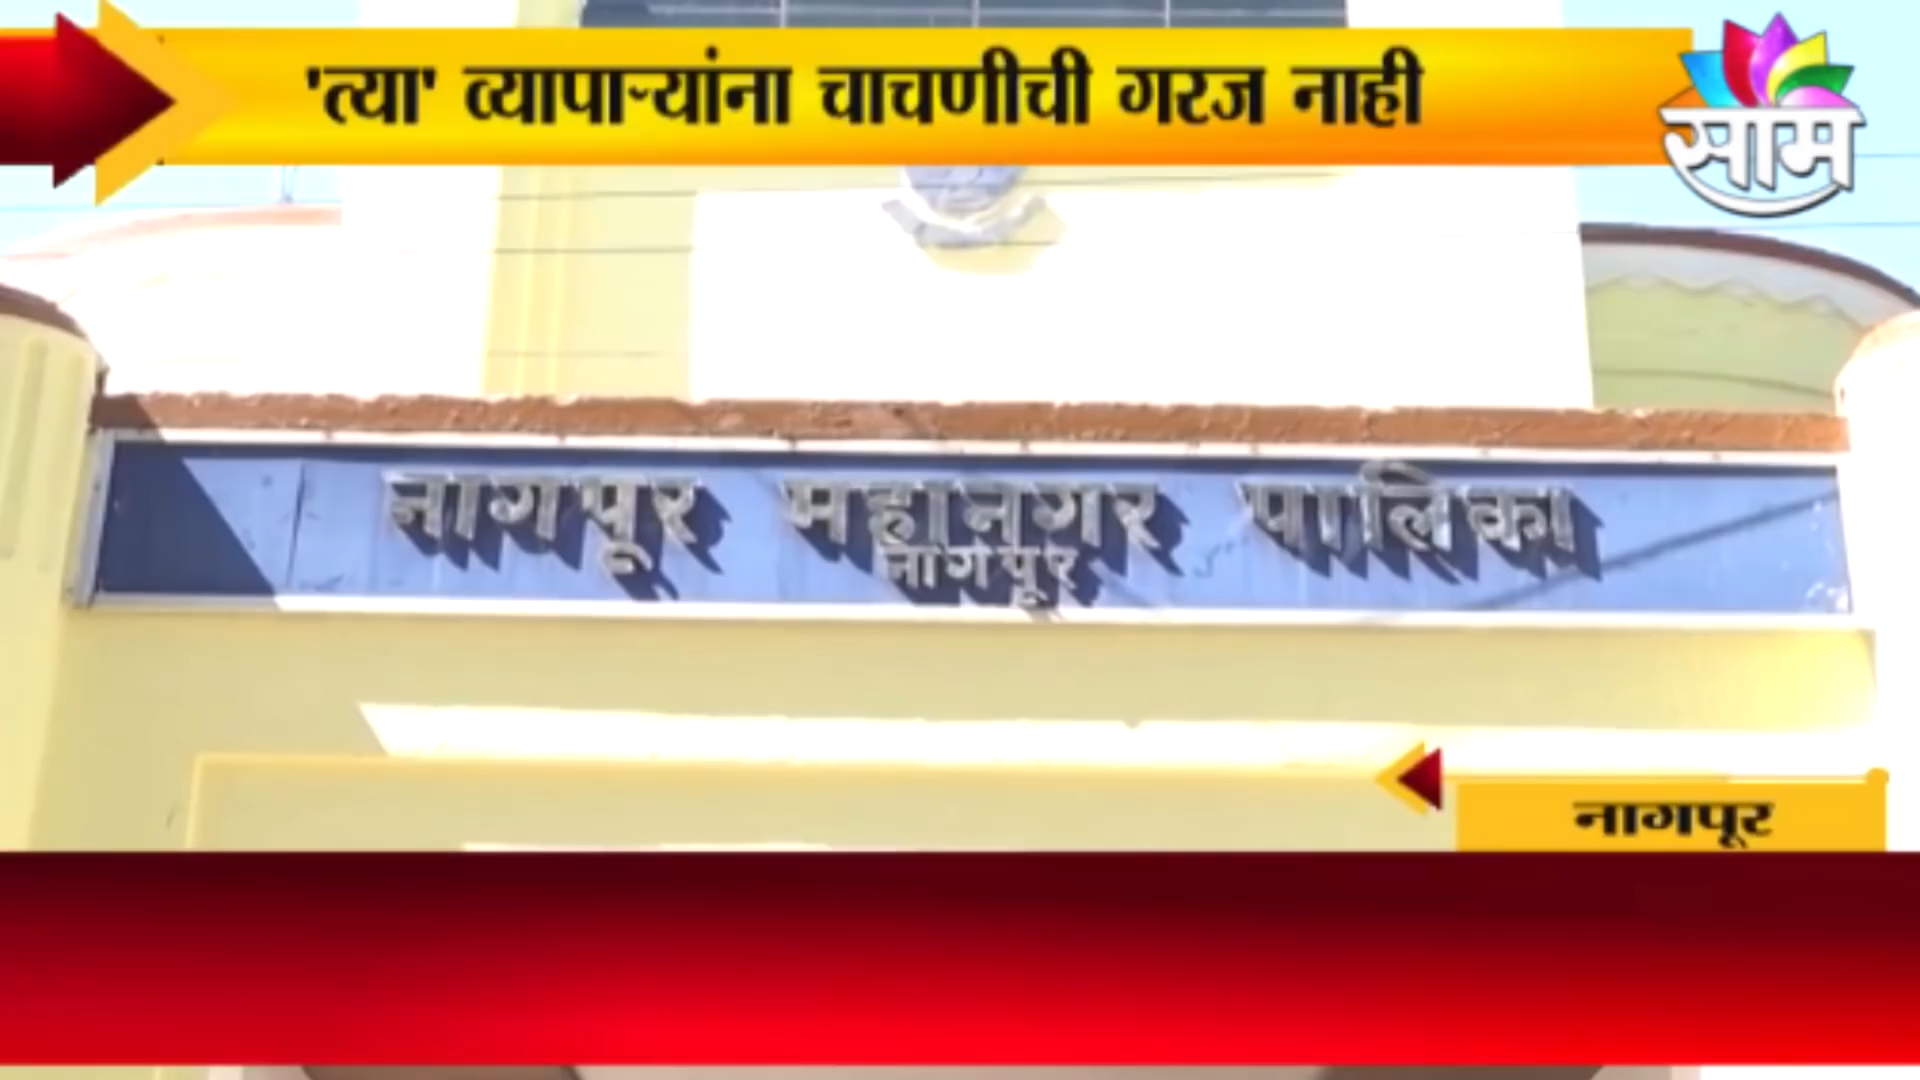 'त्या' व्यापाऱ्यांना चाचणीची गरज नाही
साम
नागपूर महानगर पालिका
नागपूर
नागपूर